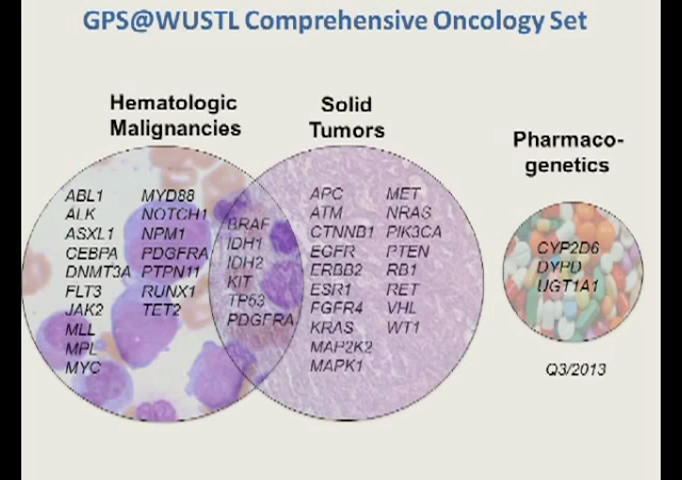 GPS@WUSTL Comprehensive Oncology Set
Hematologic
Malignancies
ABL1
ALK
ASXL1
CEBPA
DNMT3A
FLT3
JAK2
MLL
MPL
MYC
MYD88
NOTCH1
NPM1
PDGFRA
PTPN11
RUNX1
TET2
BRAF
IDH1
IDH2
KIT
TP53
PDGFRA
Solid
Tumors
APC
ATM
CTNNB1
EGFR
ERBB2
ESR1
FGFR4
KRAS
MAP2K2
MAPK1
MET
NRAS
PIK3CA
PTEN
RB1
RET
VHL
WT1
Pharmaco-
genetics
CYP2D6
DYPD
UGT1A1
Q3/2013